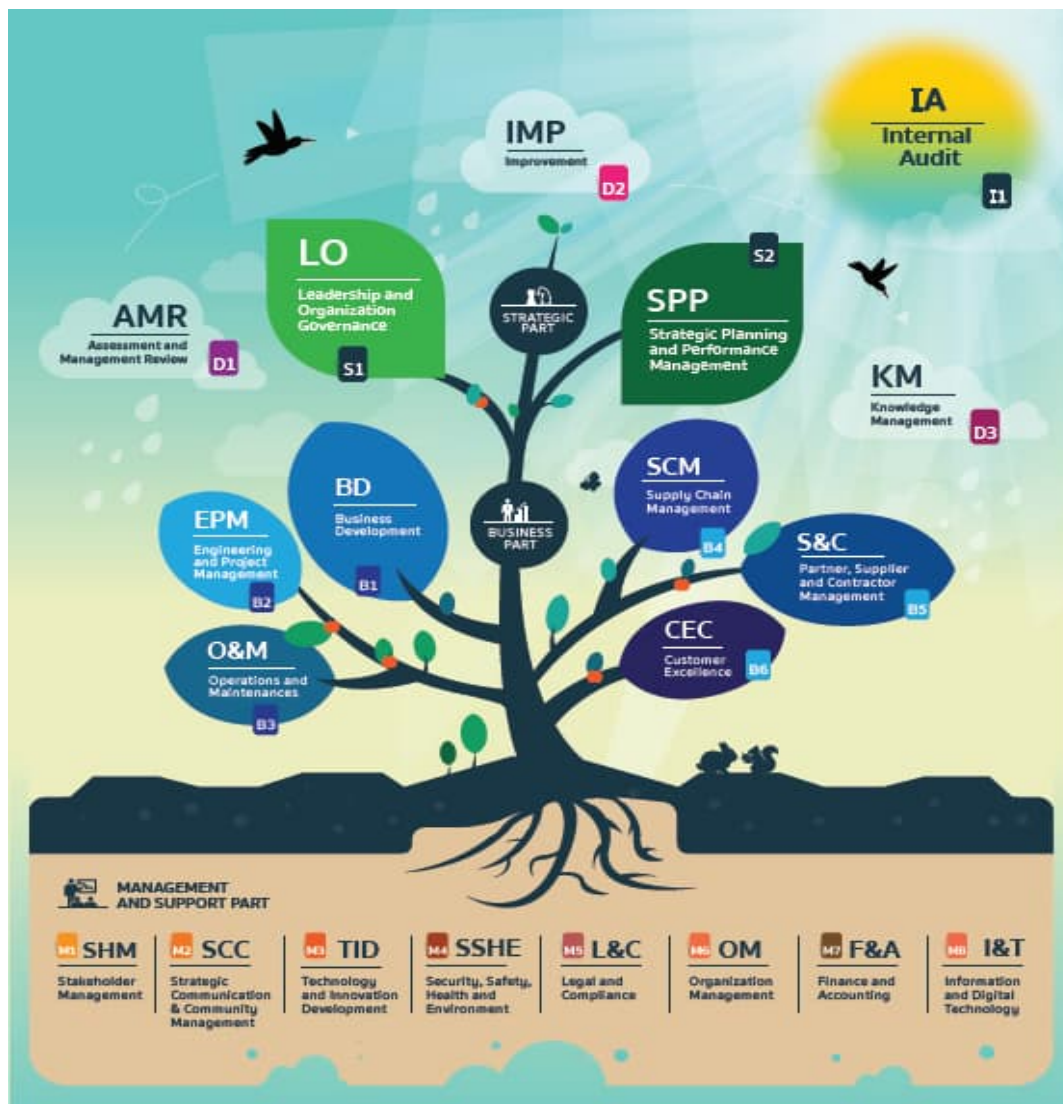 IA
Internal
Audit
I1
IMP
Improvement
D2
LO
Leadership and
Organization
Governance
S1
STRATEGIC
PART
S2
SPP
Strategic Planning
and Performance
Management
AMR
Assessment and
Management Review
D1
KM
Knowledge
Management
D3
BD
Business
Development
B1
BUSINESS
PART
SCM
Supply Chain
Management
B4
EPM
Engineering
and Project
Management
B2
S&C
Partner, Supplier
and Contractor
Management
B5
O&M
Operations and
Maintenances
B3
CEC
Customer
Excellence
B6
MANAGEMENT
AND SUPPORT PART
M1 SHM
Stakeholder
Management
M2 SCC
Strategic
Communication
& Community
Management
M3 TID
Technology
and Innovation
Development
M4 SSHE
Security, Safety,
Health and
Environment
M5 L&C
Legal and
Compliance
M6 OM
Organization
Management
M7 F&A
Finance and
Accounting
M8 I&T
Information
and Digital
Technology